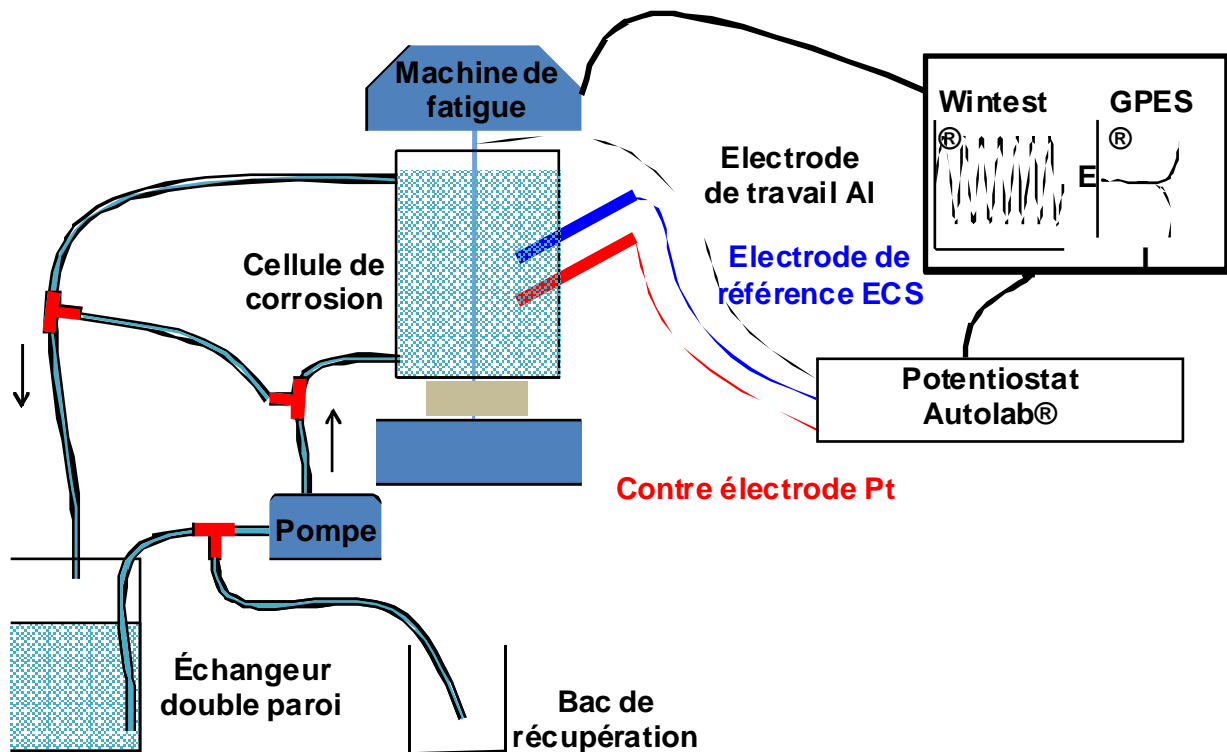 Machine de
fatigue
Wintest
®
GPES
®
E
I
Electrode
de travail Al
Cellule de
corrosion
Electrode de
référence ECS
Potentiostat
Autolab®
Contre électrode Pt
Pompe
Échangeur
double paroi
Bac de
récupération